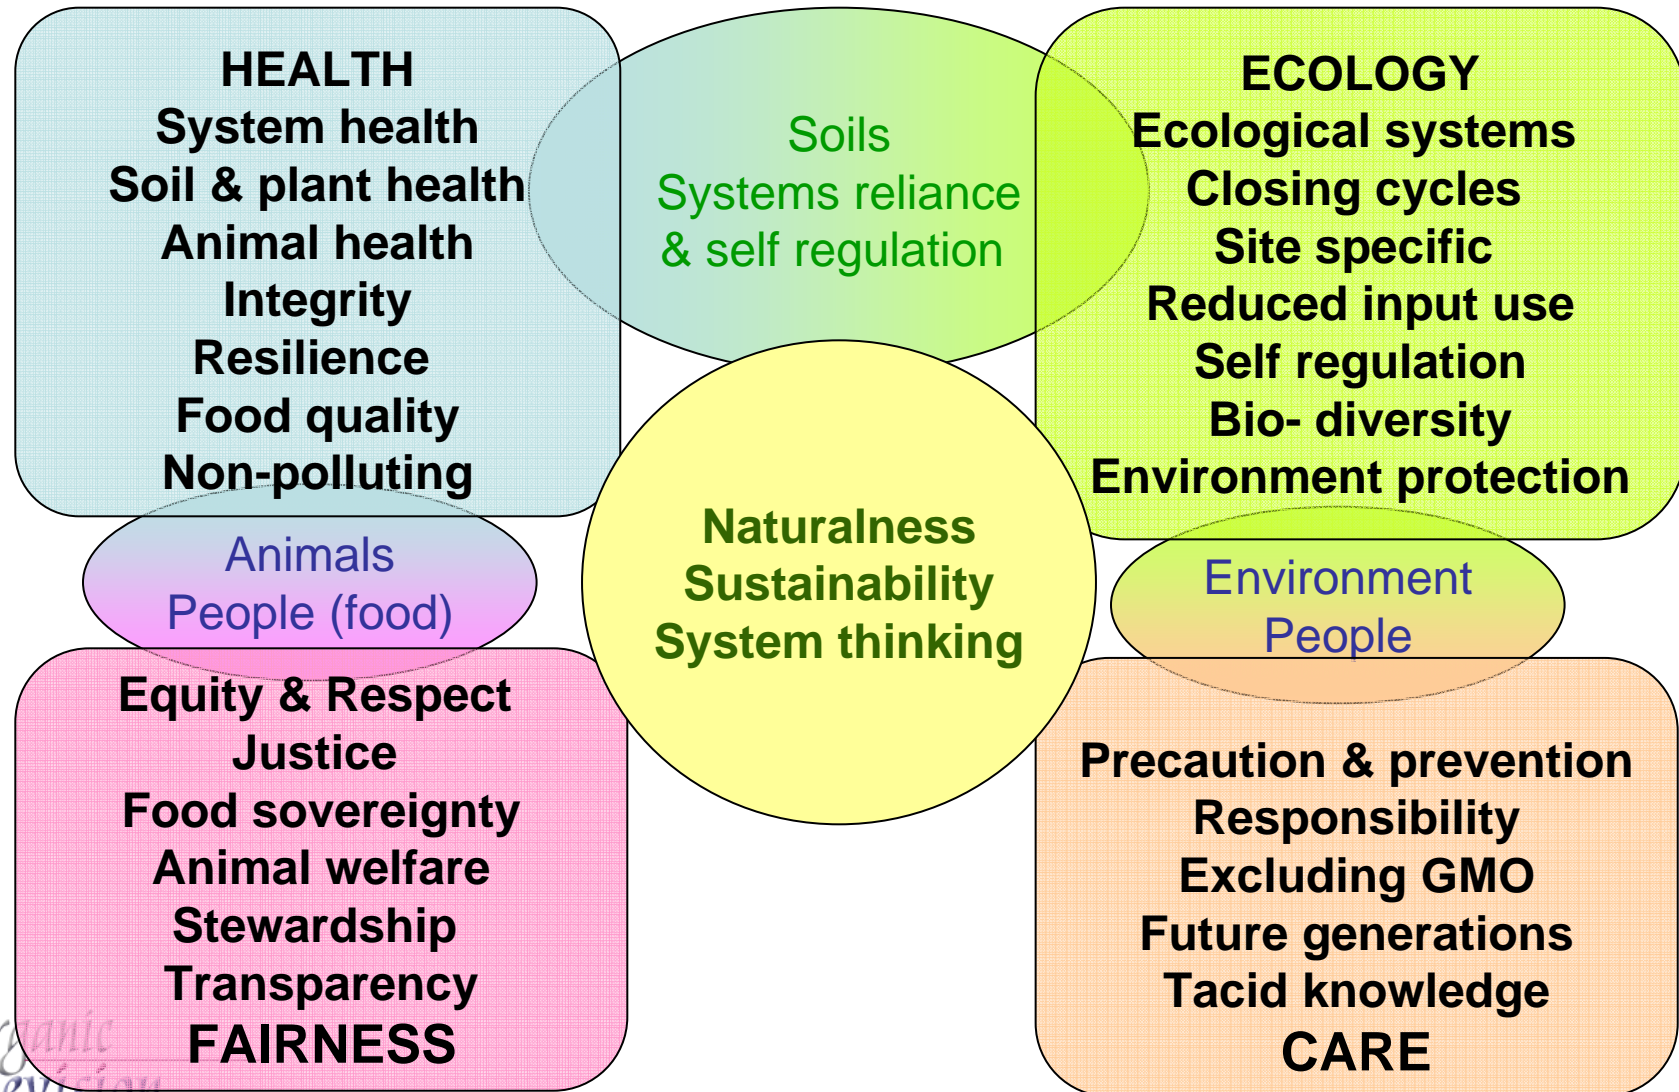 HEALTH
System health
Soil & plant health
Animal health
Integrity
Resilience
Food quality
Non-polluting
Soils
Systems reliance
& self regulation
ECOLOGY
Ecological systems
Closing cycles
Site specific
Reduced input use
Self regulation
Bio- diversity
Environment protection
Animals
People (food)
Naturalness
Sustainability
System thinking
Environment
People
Equity & Respect
Justice
Food sovereignty
Animal welfare
Stewardship
Transparency
FAIRNESS
Precaution & prevention
Responsibility
Excluding GMO
Future generations
Tacid knowledge
CARE